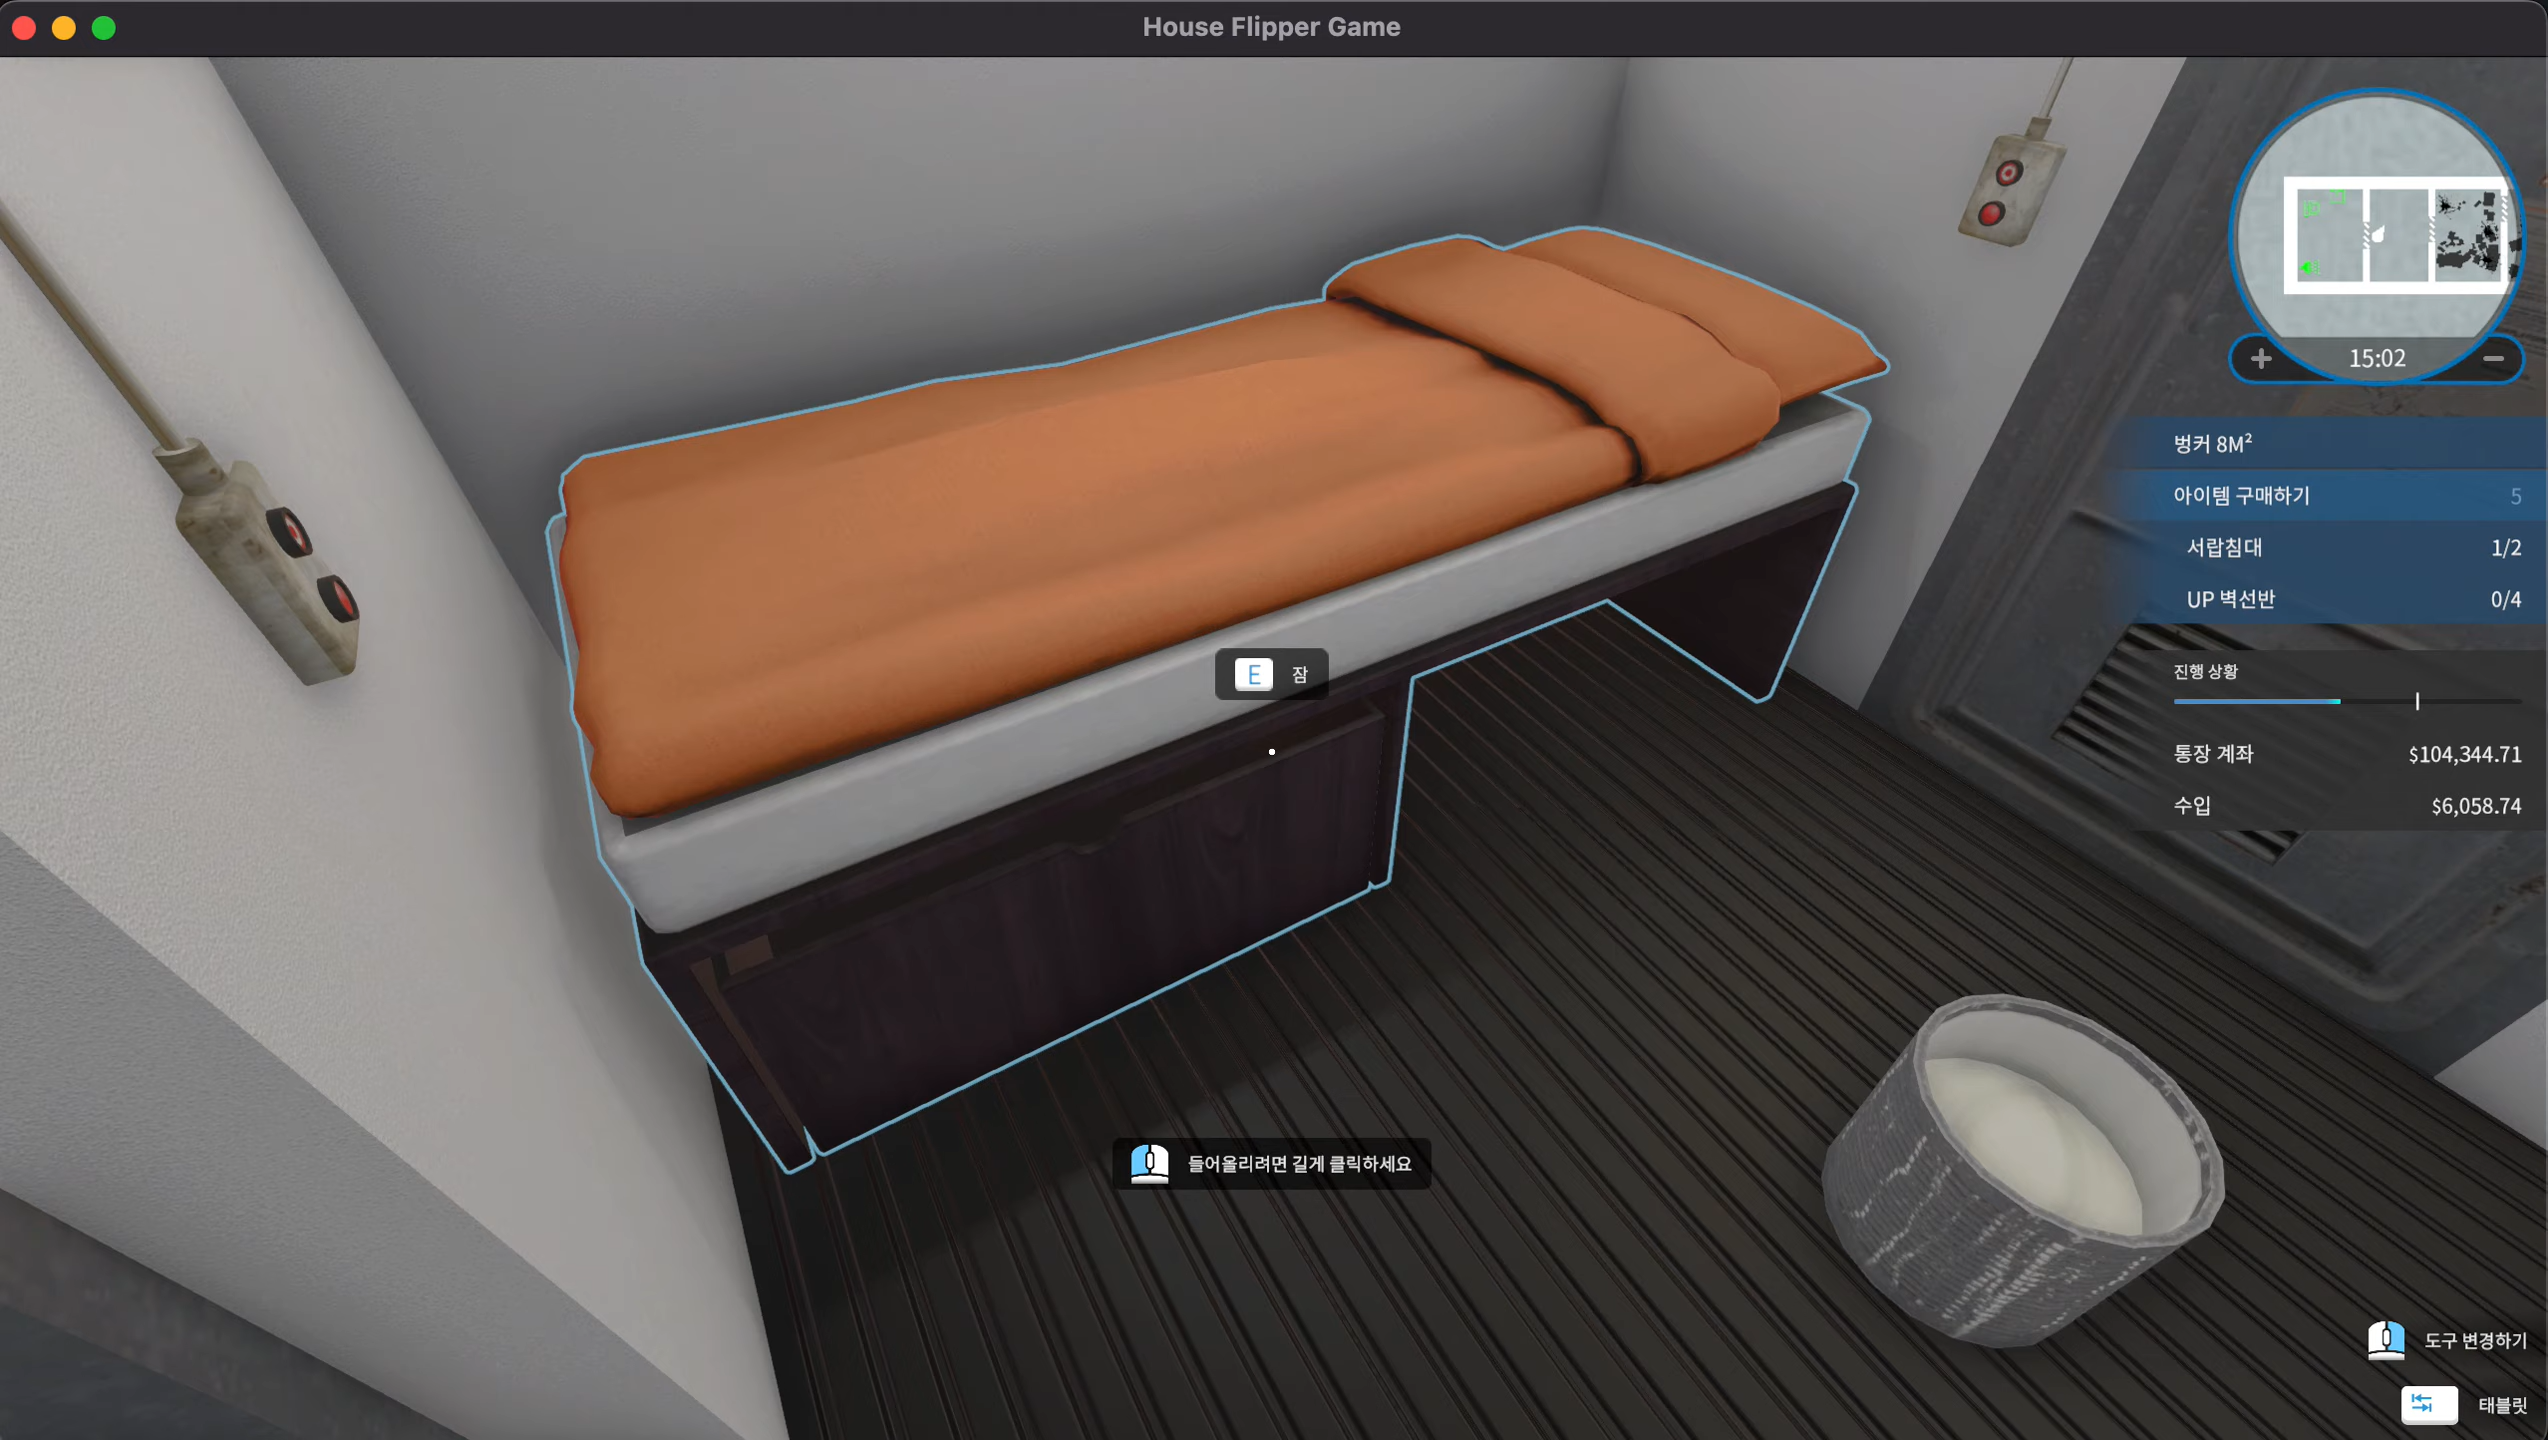 House Flipper Game
15:02
벙커 8M²
아이템 구매하기 5
서랍침대 1/2
UP 벽선반 0/4
진행 상황
통장 계좌 $104,344.71
수입 $6,058.74
E 잠
들어올리려면 길게 클릭하세요
도구 변경하기
태블릿